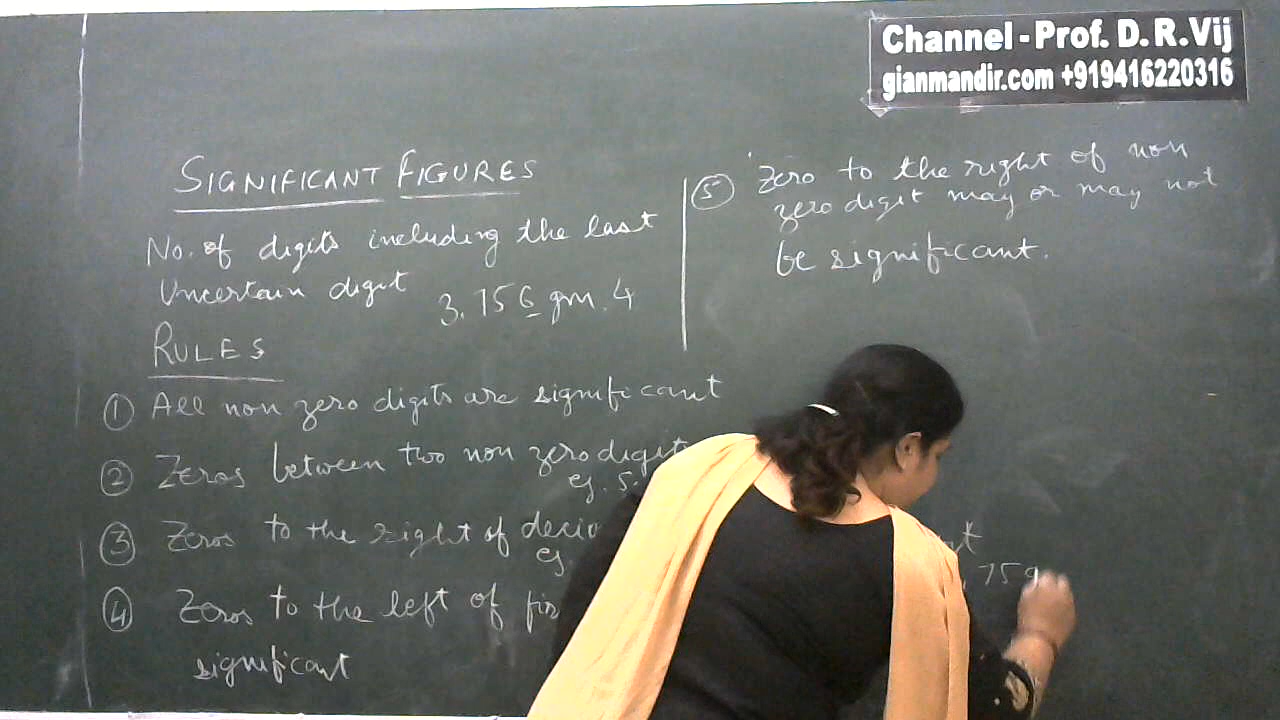 Channel - Prof. D. R. Vij
gianmandir.com +919416220316
SIGNIFICANT FIGURES
No. of digits including the last
Uncertain digit 3.156 gm. 4
RULES
① All non zero digits are significant
② Zeros between two non zero digits
eg. 5.
③ Zeros to the right of
eg.
④ Zeros to the left of
significant
75
⑤ Zero to the right of non
zero digit may or may not
be significant.